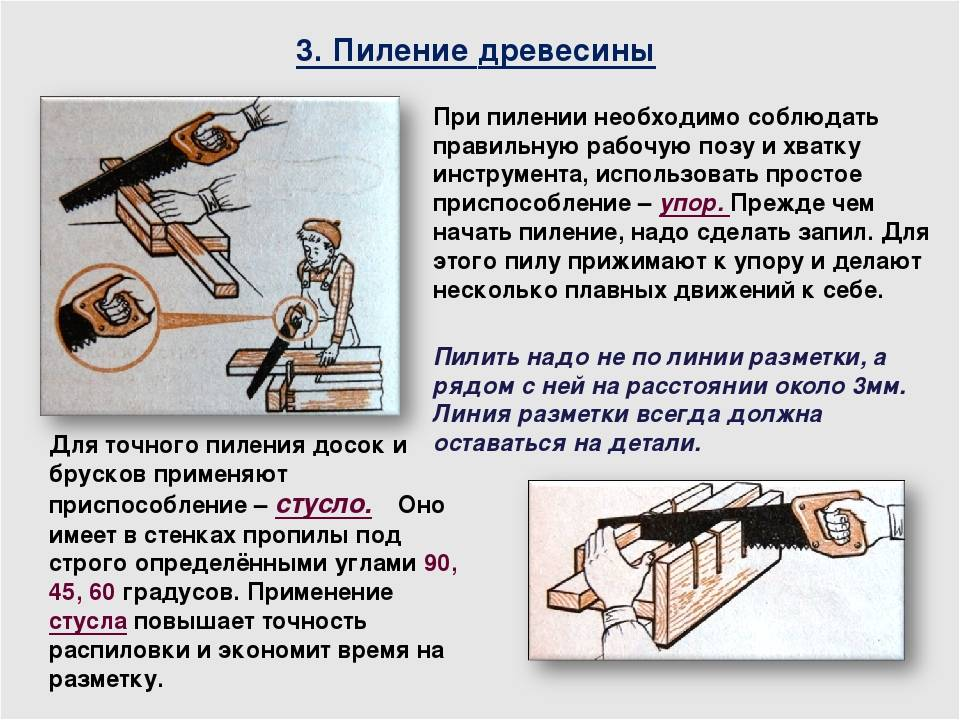 3. Пиление древесины
При пилении необходимо соблюдать
правильную рабочую позу и хватку
инструмента, использовать простое
приспособление – упор. Прежде чем
начать пиление, надо сделать запил. Для
этого пилу прижимают к упору и делают
несколько плавных движений к себе.
Пилить надо не по линии разметки, а
рядом с ней на расстоянии около 3мм.
Линия разметки всегда должна
оставаться на детали.
Для точного пиления досок и
брусков применяют
приспособление – стусло. Оно
имеет в стенках пропилы под
строго определёнными углами 90,
45, 60 градусов. Применение
стусла повышает точность
распиловки и экономит время на
разметку.